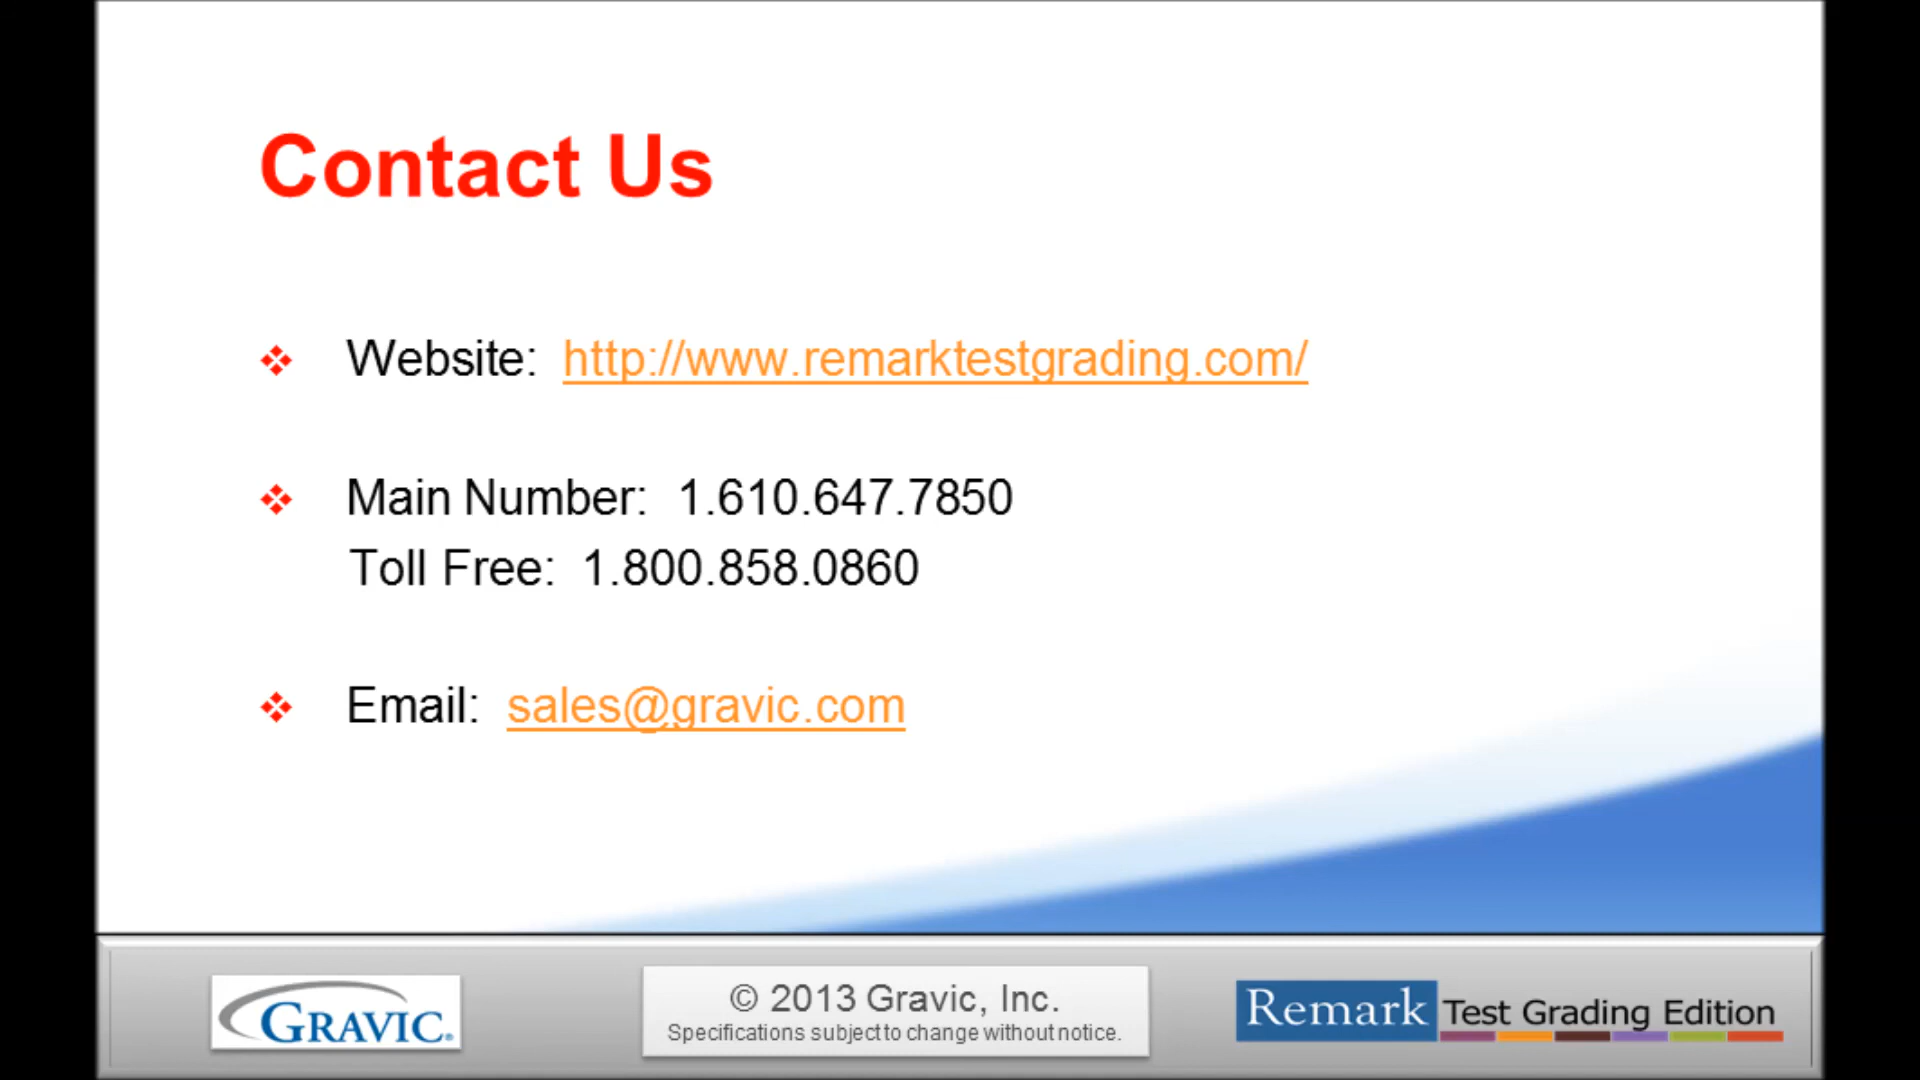 Contact Us
❖ Website: http://www.remarktestgrading.com/
❖ Main Number: 1.610.647.7850
Toll Free: 1.800.858.0860
❖ Email: sales@gravic.com
GRAVIC®
© 2013 Gravic, Inc.
Specifications subject to change without notice.
Remark Test Grading Edition